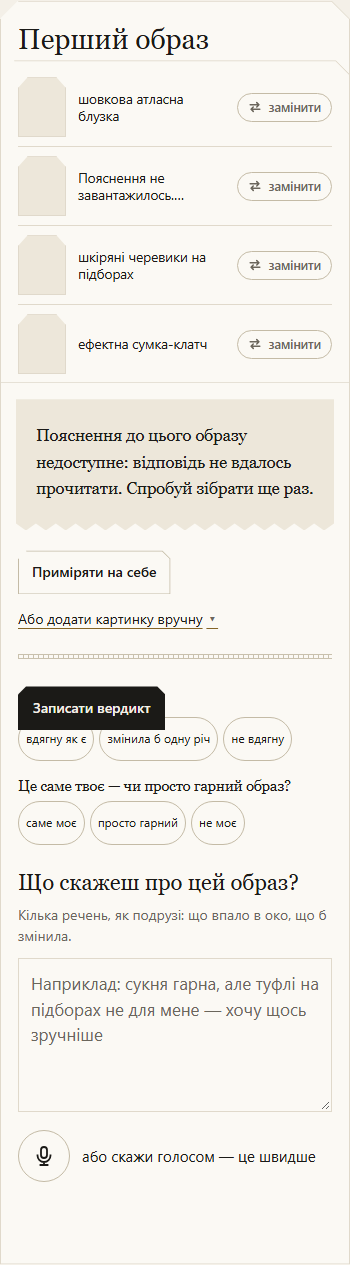 Перший образ
шовкова атласна
блузка
замінити
Пояснення не
завантажилось....
замінити
шкіряні черевики на
підборах
замінити
ефектна сумка-клатч
замінити
Пояснення до цього образу
недоступне: відповідь не вдалось
прочитати. Спробуй зібрати ще раз.
Приміряти на себе
Або додати картинку вручну
Записати вердикт
вдягну як є
змінила б одну річ
не вдягну
Це саме твоє — чи просто гарний образ?
саме моє
просто гарний
не моє
Що скажеш про цей образ?
Кілька речень, як подрузі: що впало в око, що б
змінила.
Наприклад: сукня гарна, але туфлі на
підборах не для мене — хочу щось
зручніше
або скажи голосом — це швидше